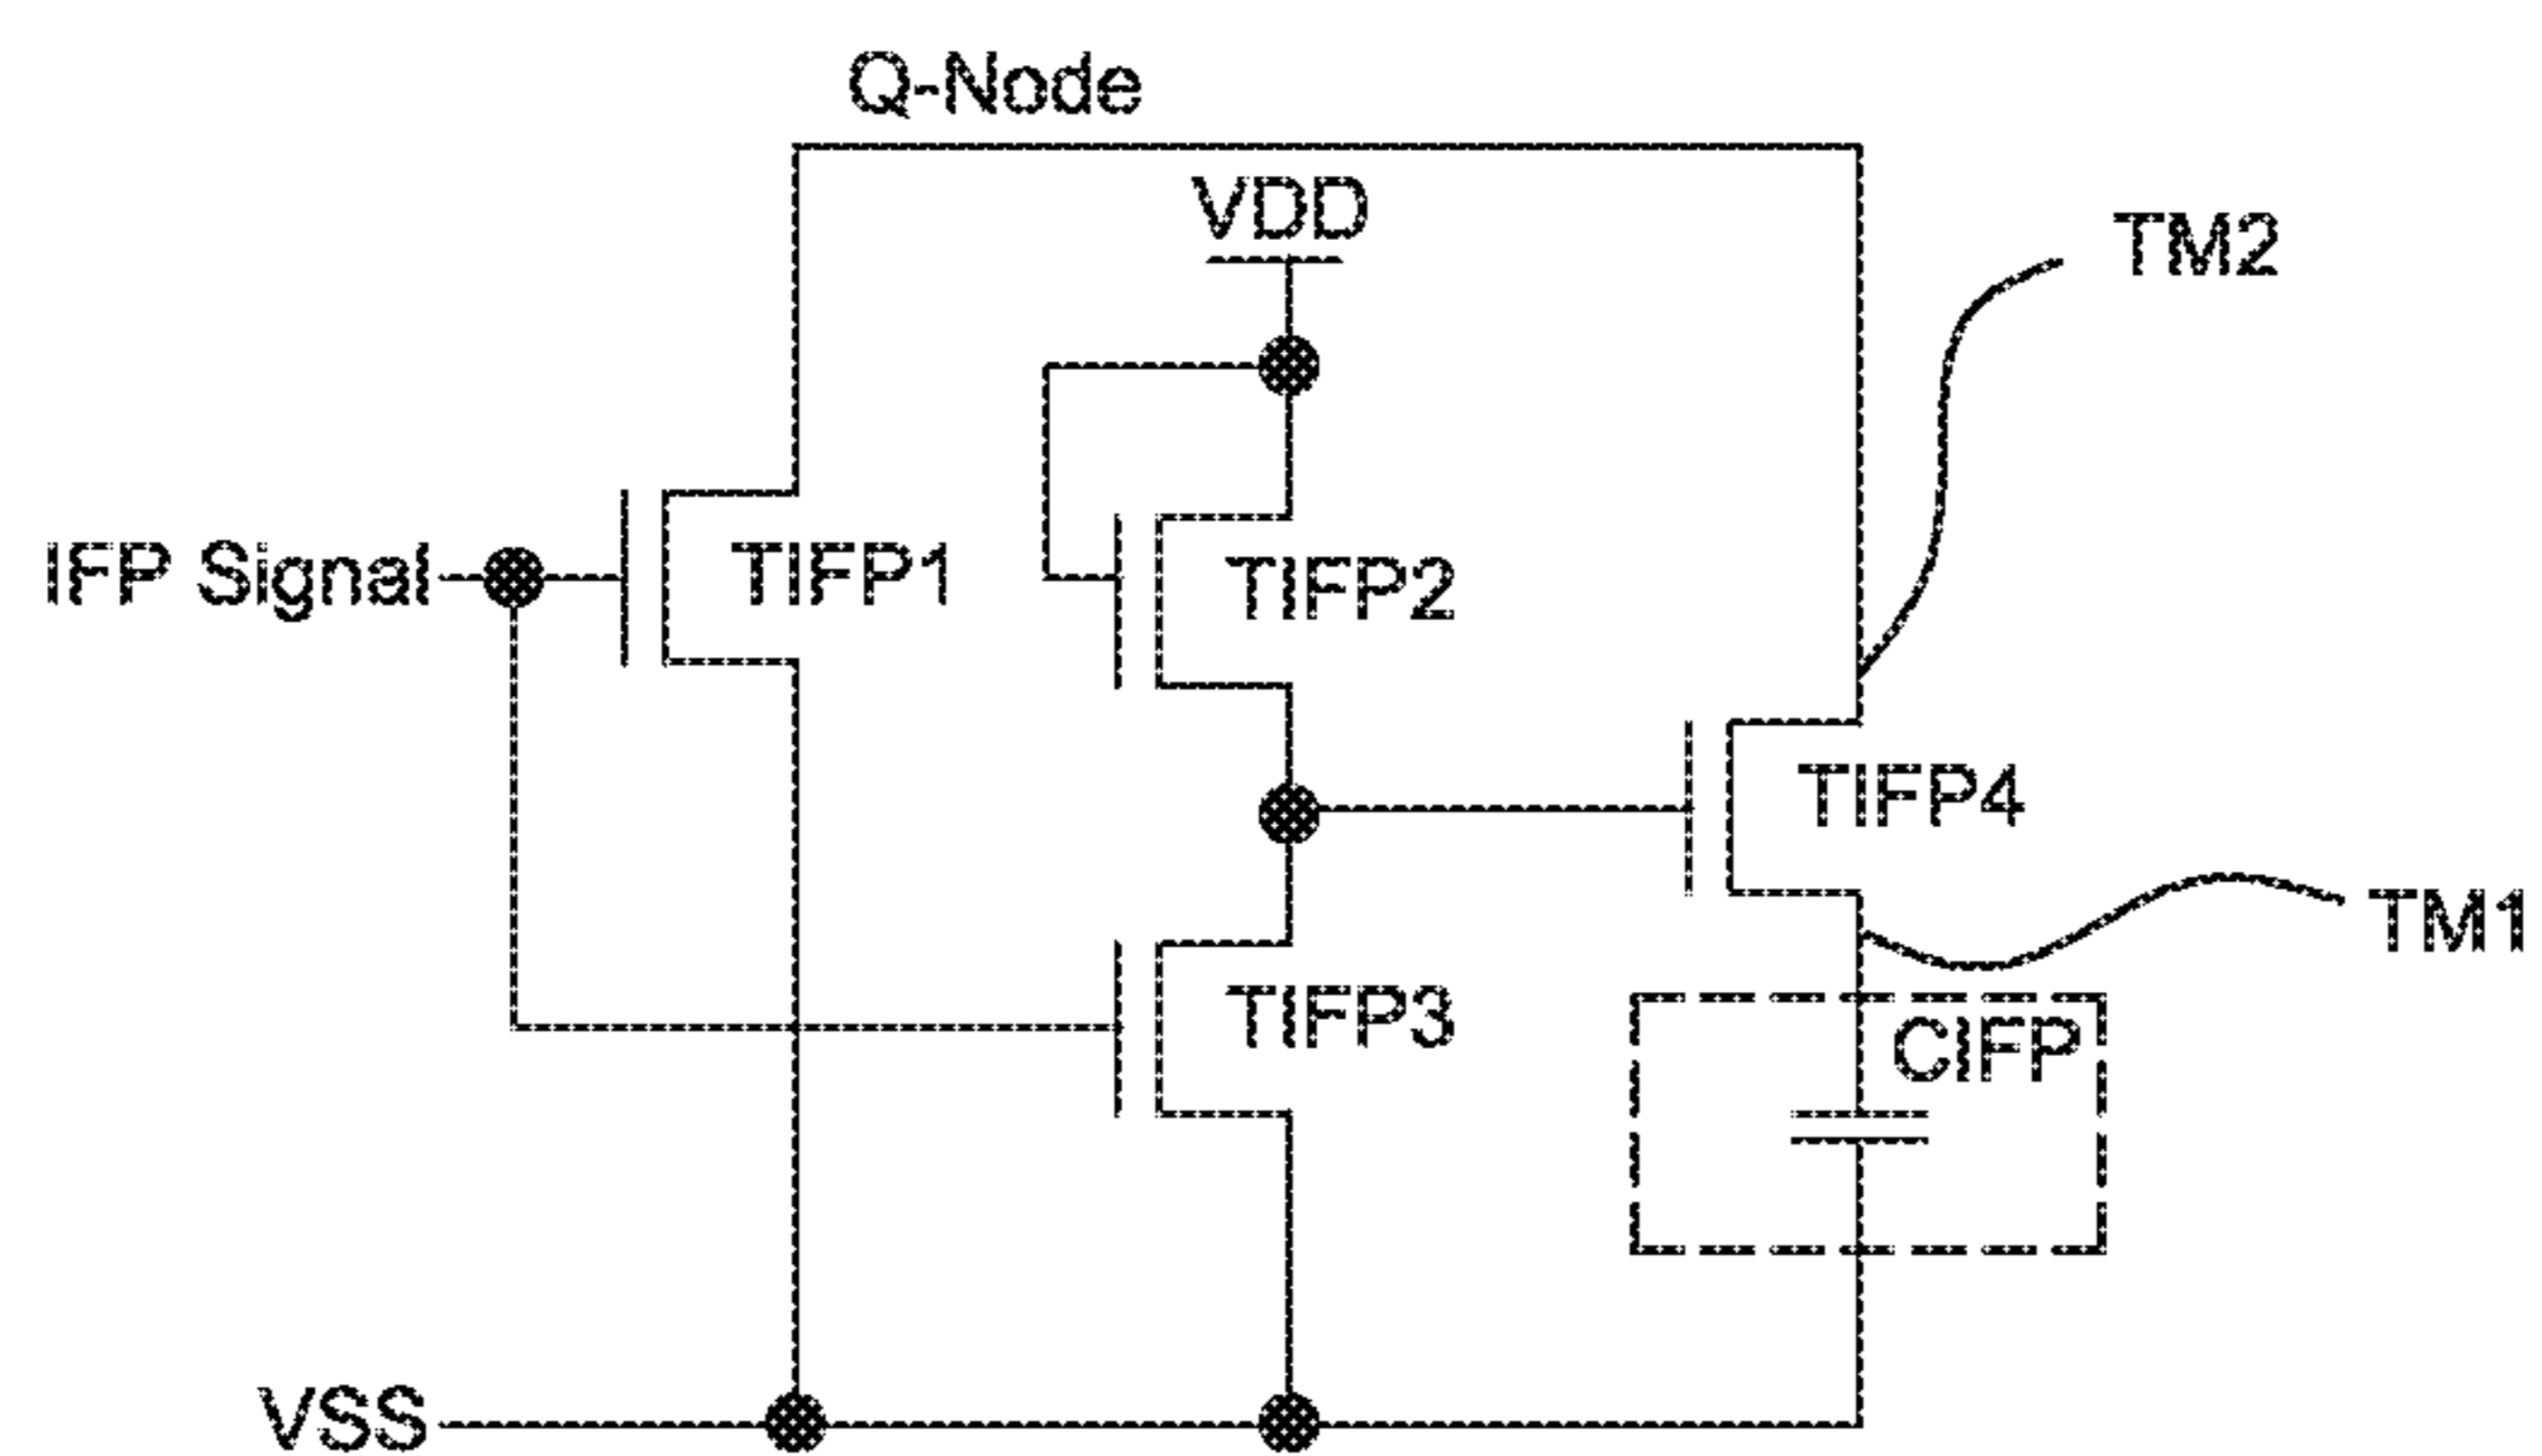 Q-Node
VDD
TM2
IFP Signal
TIFP1
TIFP2
TIFP4
TM1
TIFP3
CIFP
VSS